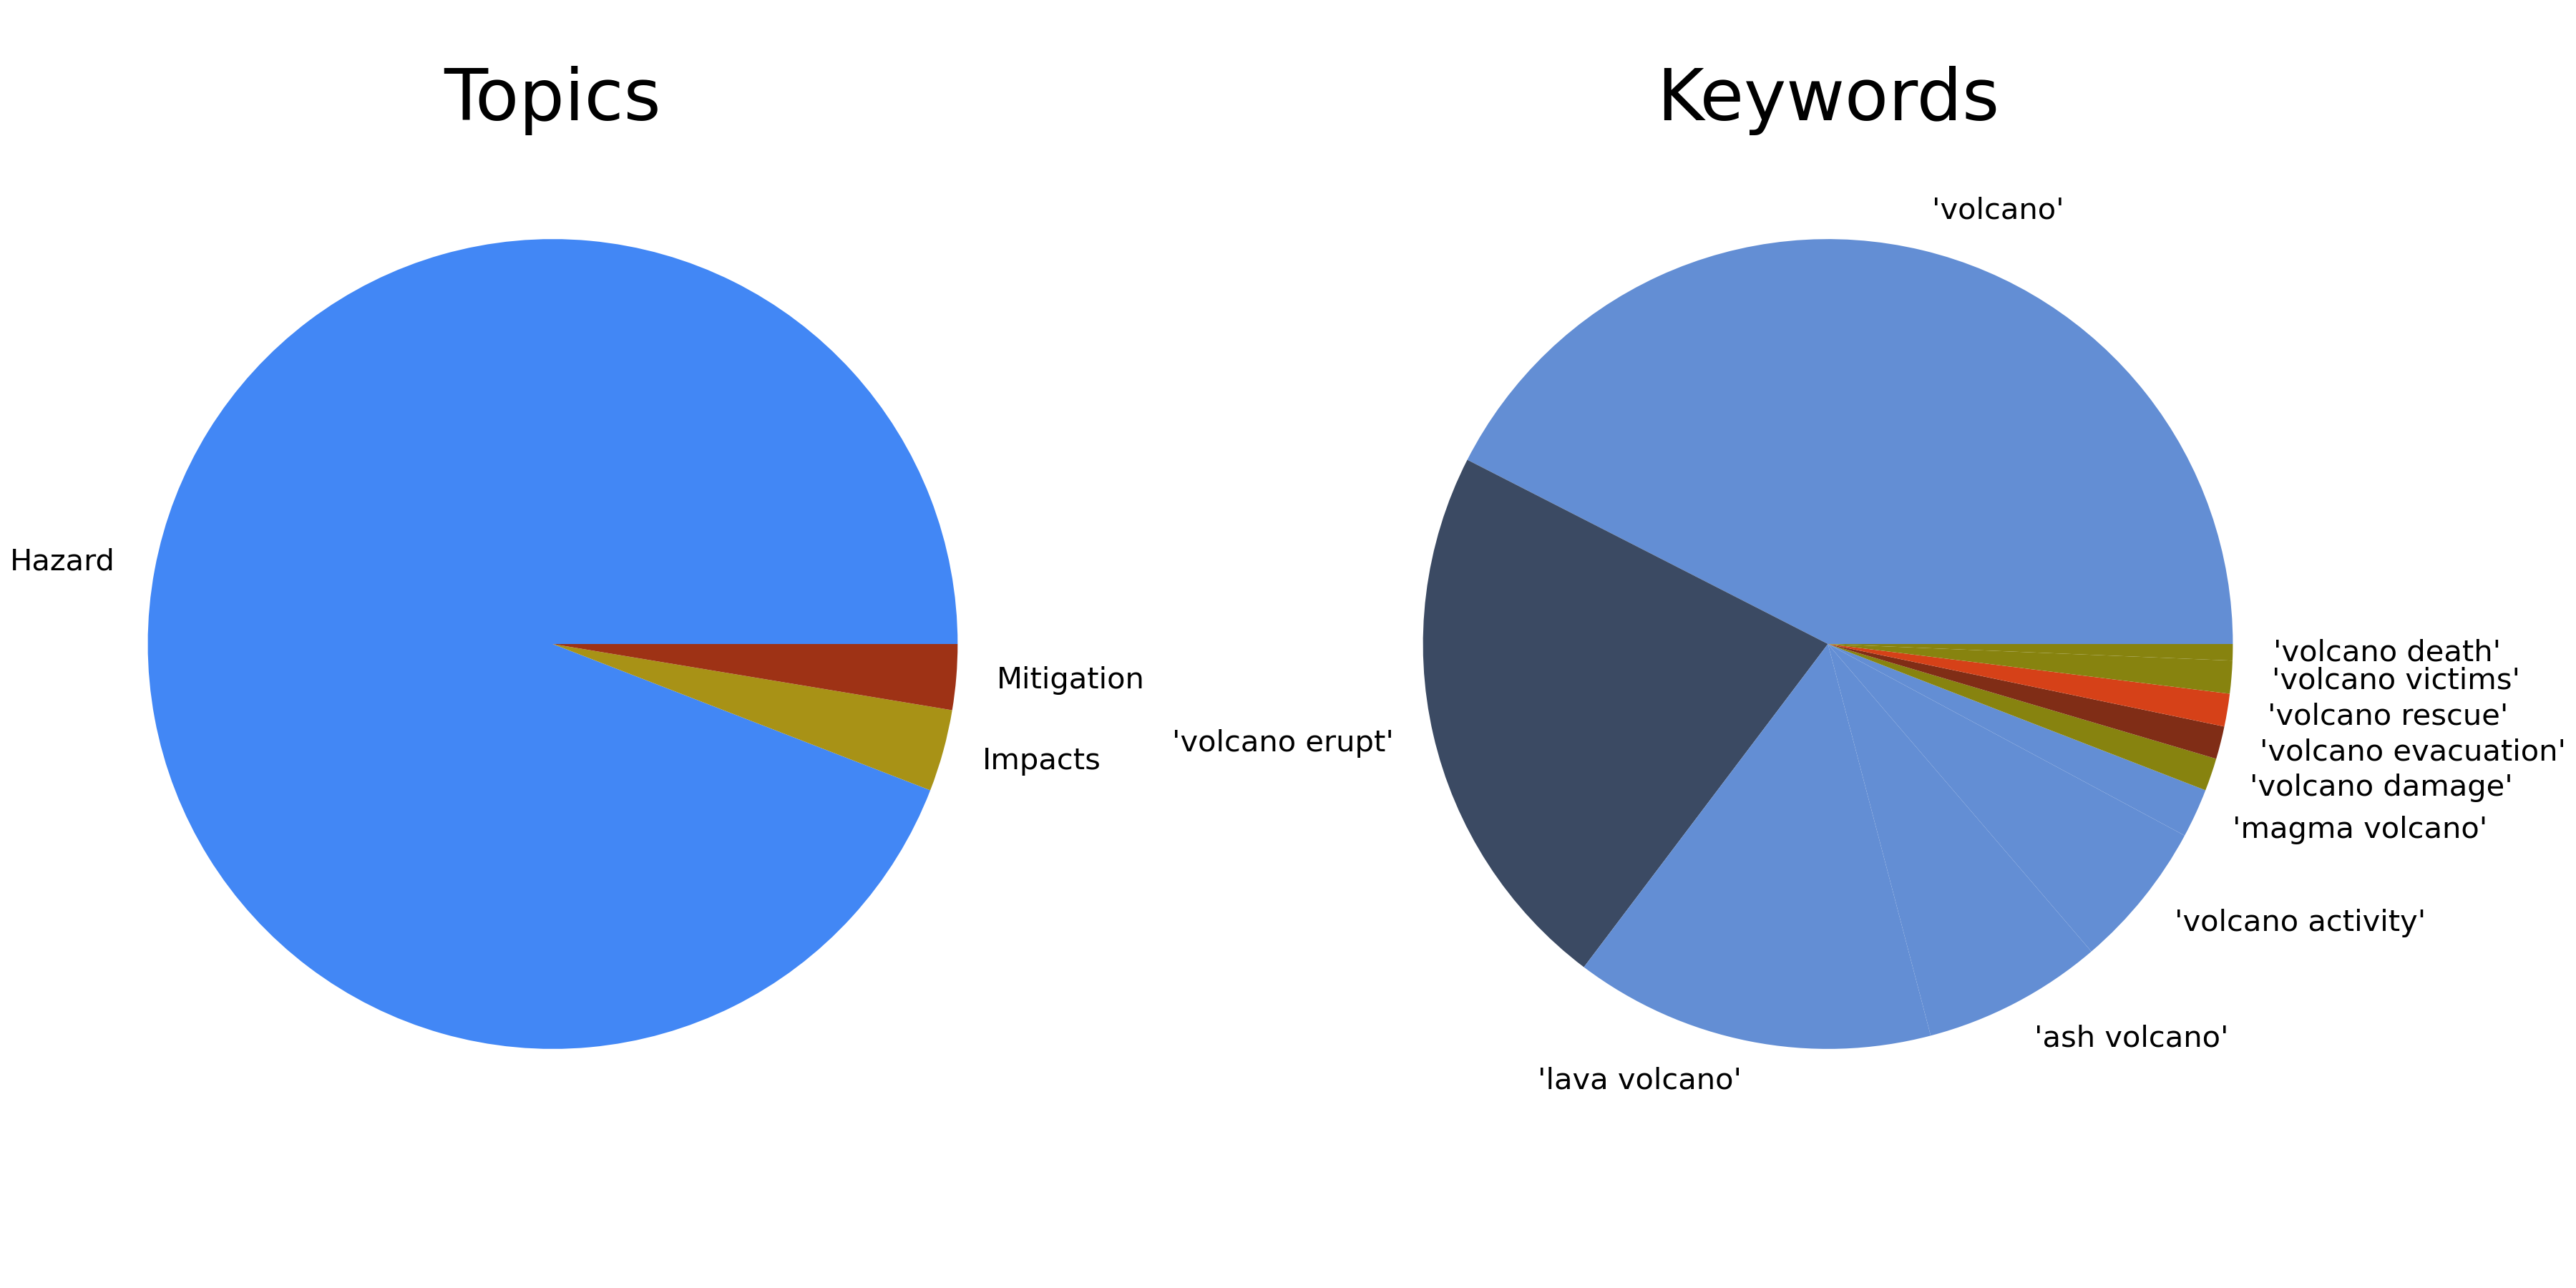 Topics
Hazard
Mitigation
Impacts
Keywords
'volcano'
'volcano erupt'
'lava volcano'
'ash volcano'
'volcano activity'
'magma volcano'
'volcano damage'
'volcano evacuation'
'volcano rescue'
'volcano victims'
'volcano death'